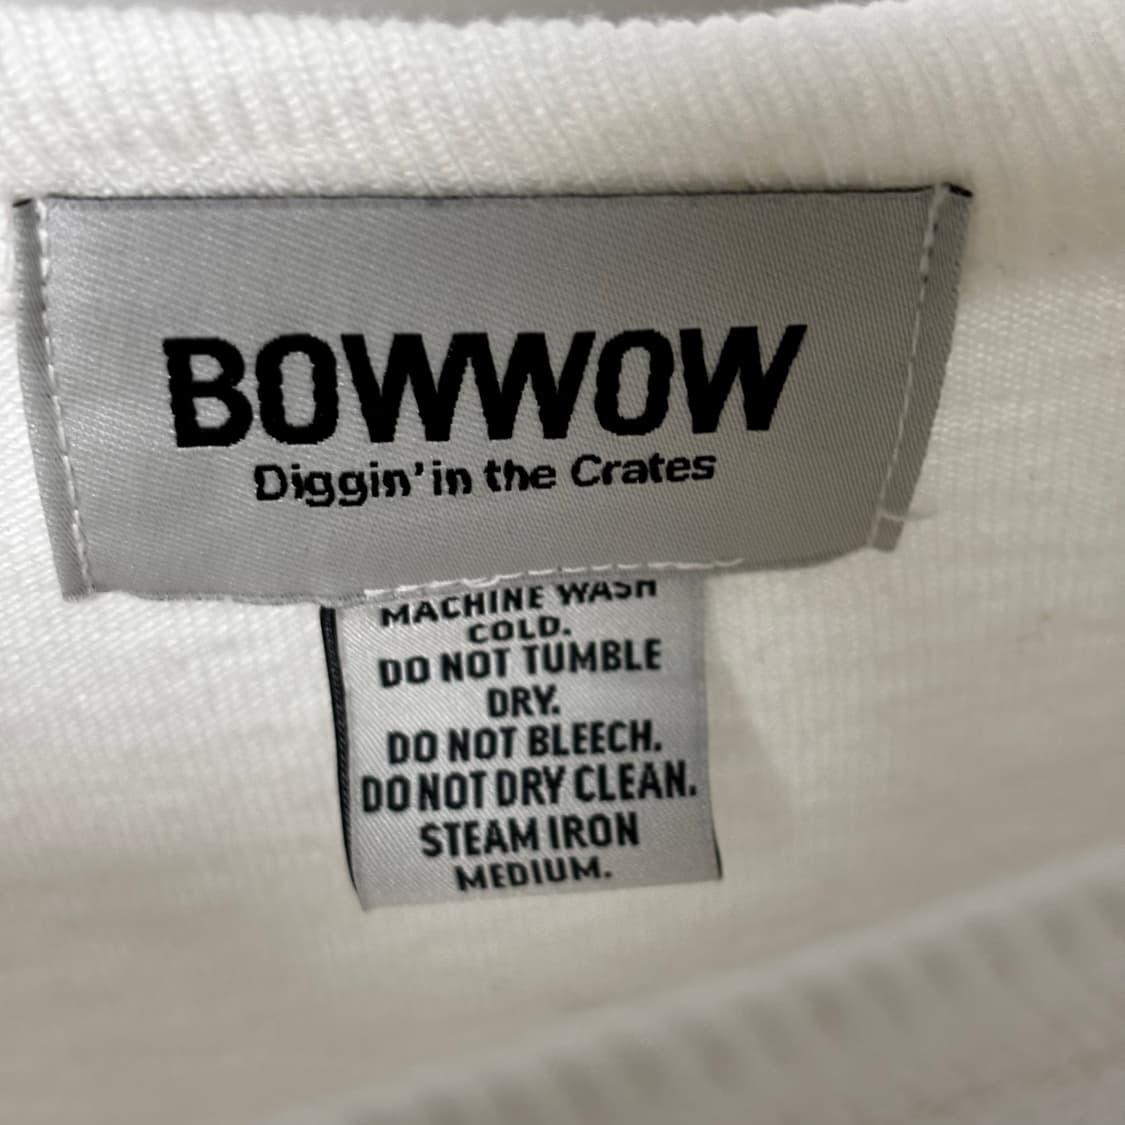 BOWWOW
Diggin' in the Crates
MACHINE WASH
COLD.
DO NOT TUMBLE
DRY.
DO NOT BLEECH.
DO NOT DRY CLEAN.
STEAM IRON
MEDIUM.